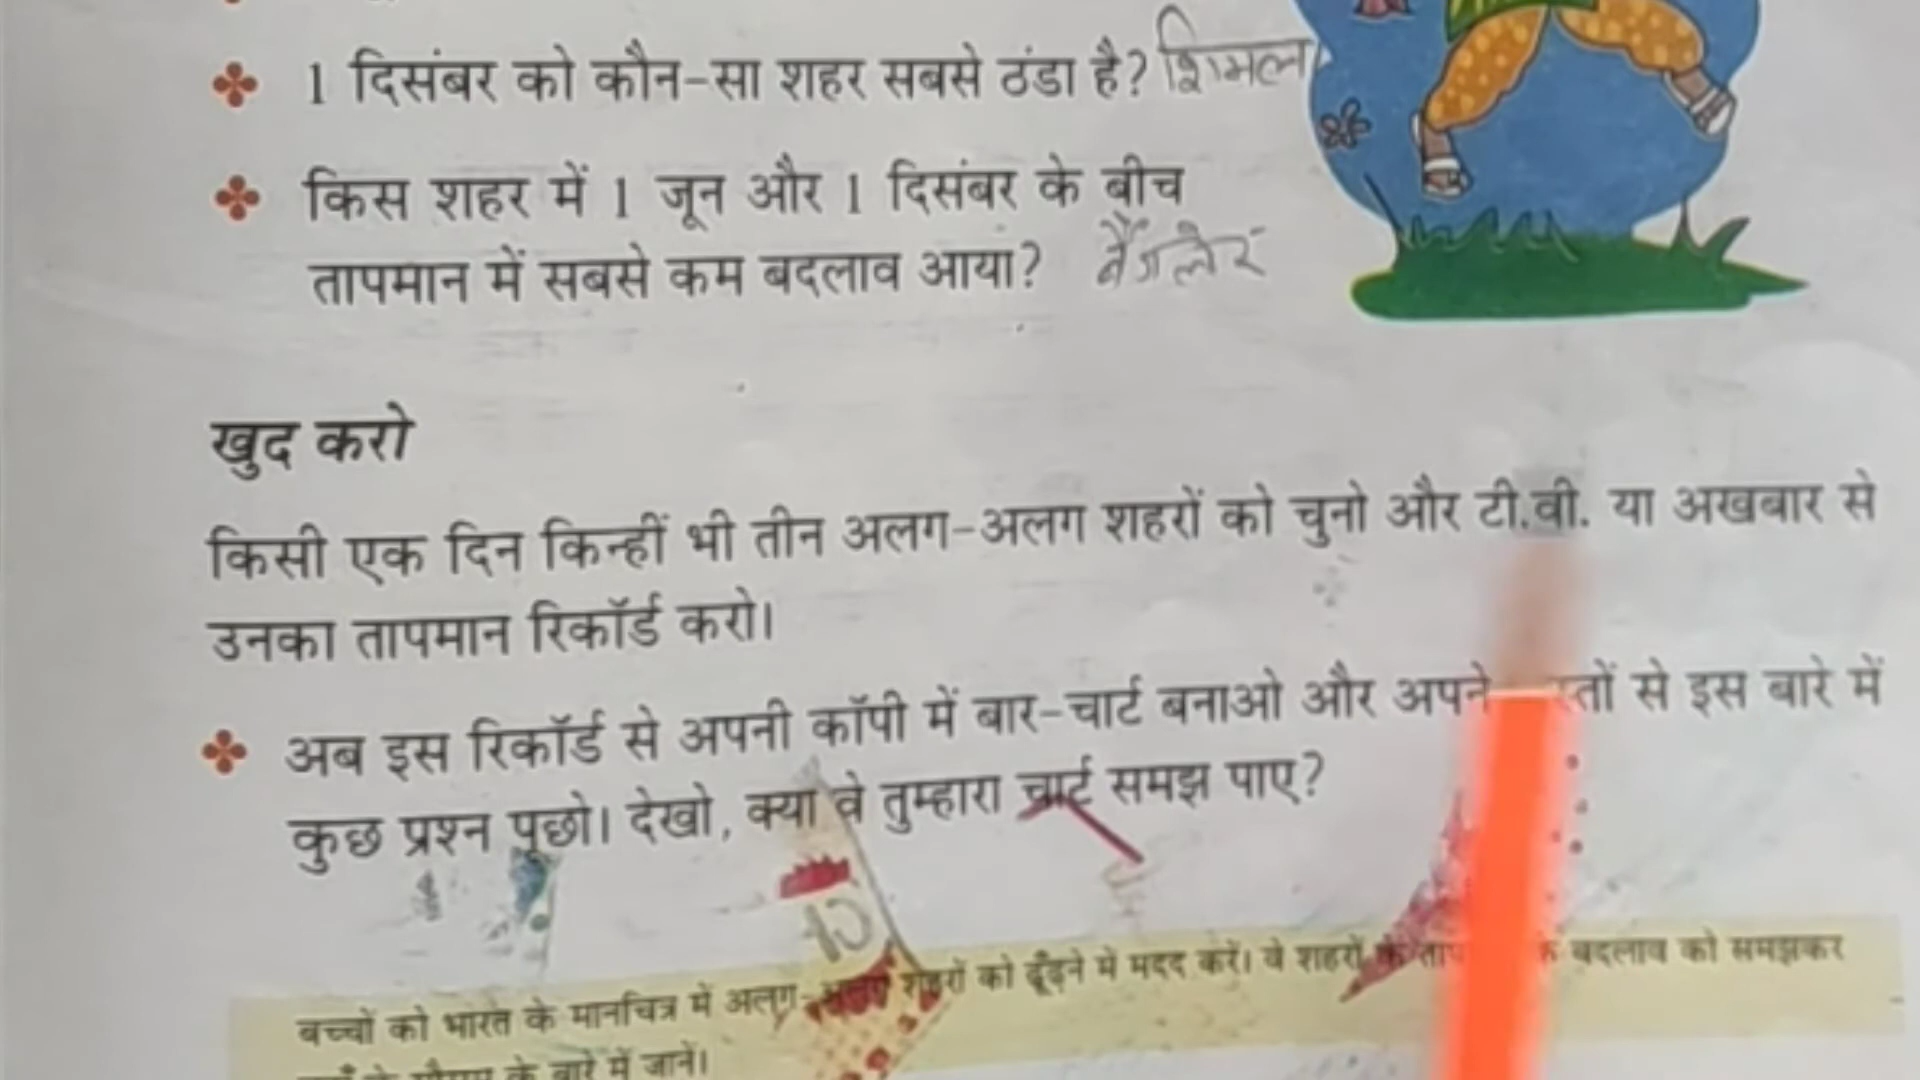 1 दिसंबर को कौन-सा शहर सबसे ठंडा है? शिमला
किस शहर में 1 जून और 1 दिसंबर के बीच
तापमान में सबसे कम बदलाव आया?
खुद करो
किसी एक दिन किन्हीं भी तीन अलग-अलग शहरों को चुनो और टी.वी. या अखबार से
उनका तापमान रिकॉर्ड करो।
अब इस रिकॉर्ड से अपनी कॉपी में बार-चार्ट बनाओ और अपने से इस बारे में
कुछ प्रश्न पूछो। देखो, क्या वे तुम्हारा चार्ट समझ पाए?
बच्चों को भारत के मानचित्र में अलग-अलग शहरों को ढूँढ़ने में मदद करें। वे शहरों के के बदलाव को समझकर
के बारे में जानें।